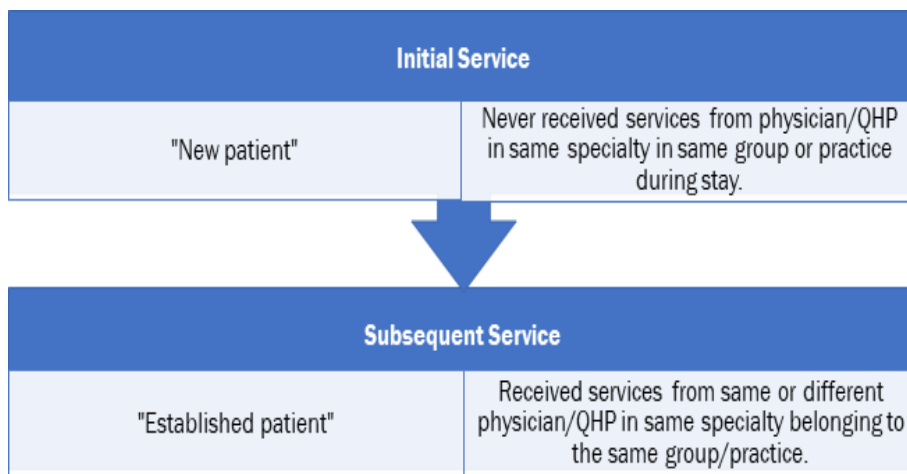 Initial Service
"New patient"
Never received services from physician/QHP
in same specialty in same group or practice
during stay.
Subsequent Service
"Established patient"
Received services from same or different
physician/QHP in same specialty belonging to
the same group/practice.